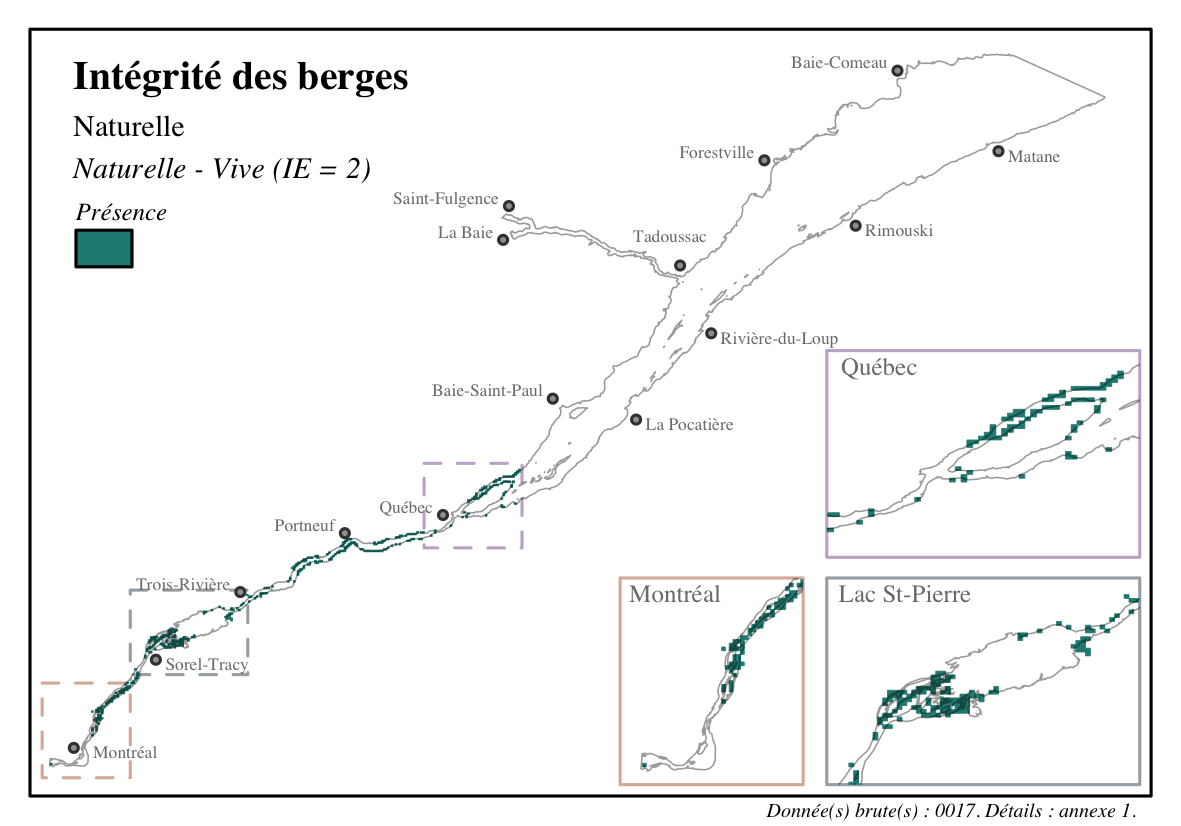 Intégrité des berges
Naturelle
Naturelle - Vive (IE = 2)
Présence
Baie-Comeau
Forestville
Matane
Saint-Fulgence
La Baie
Tadoussac
Rimouski
Rivière-du-Loup
Baie-Saint-Paul
La Pocatière
Québec
Portneuf
Trois-Rivière
Sorel-Tracy
Montréal
Québec
Montréal
Lac St-Pierre
Donnée(s) brute(s) : 0017. Détails : annexe 1.